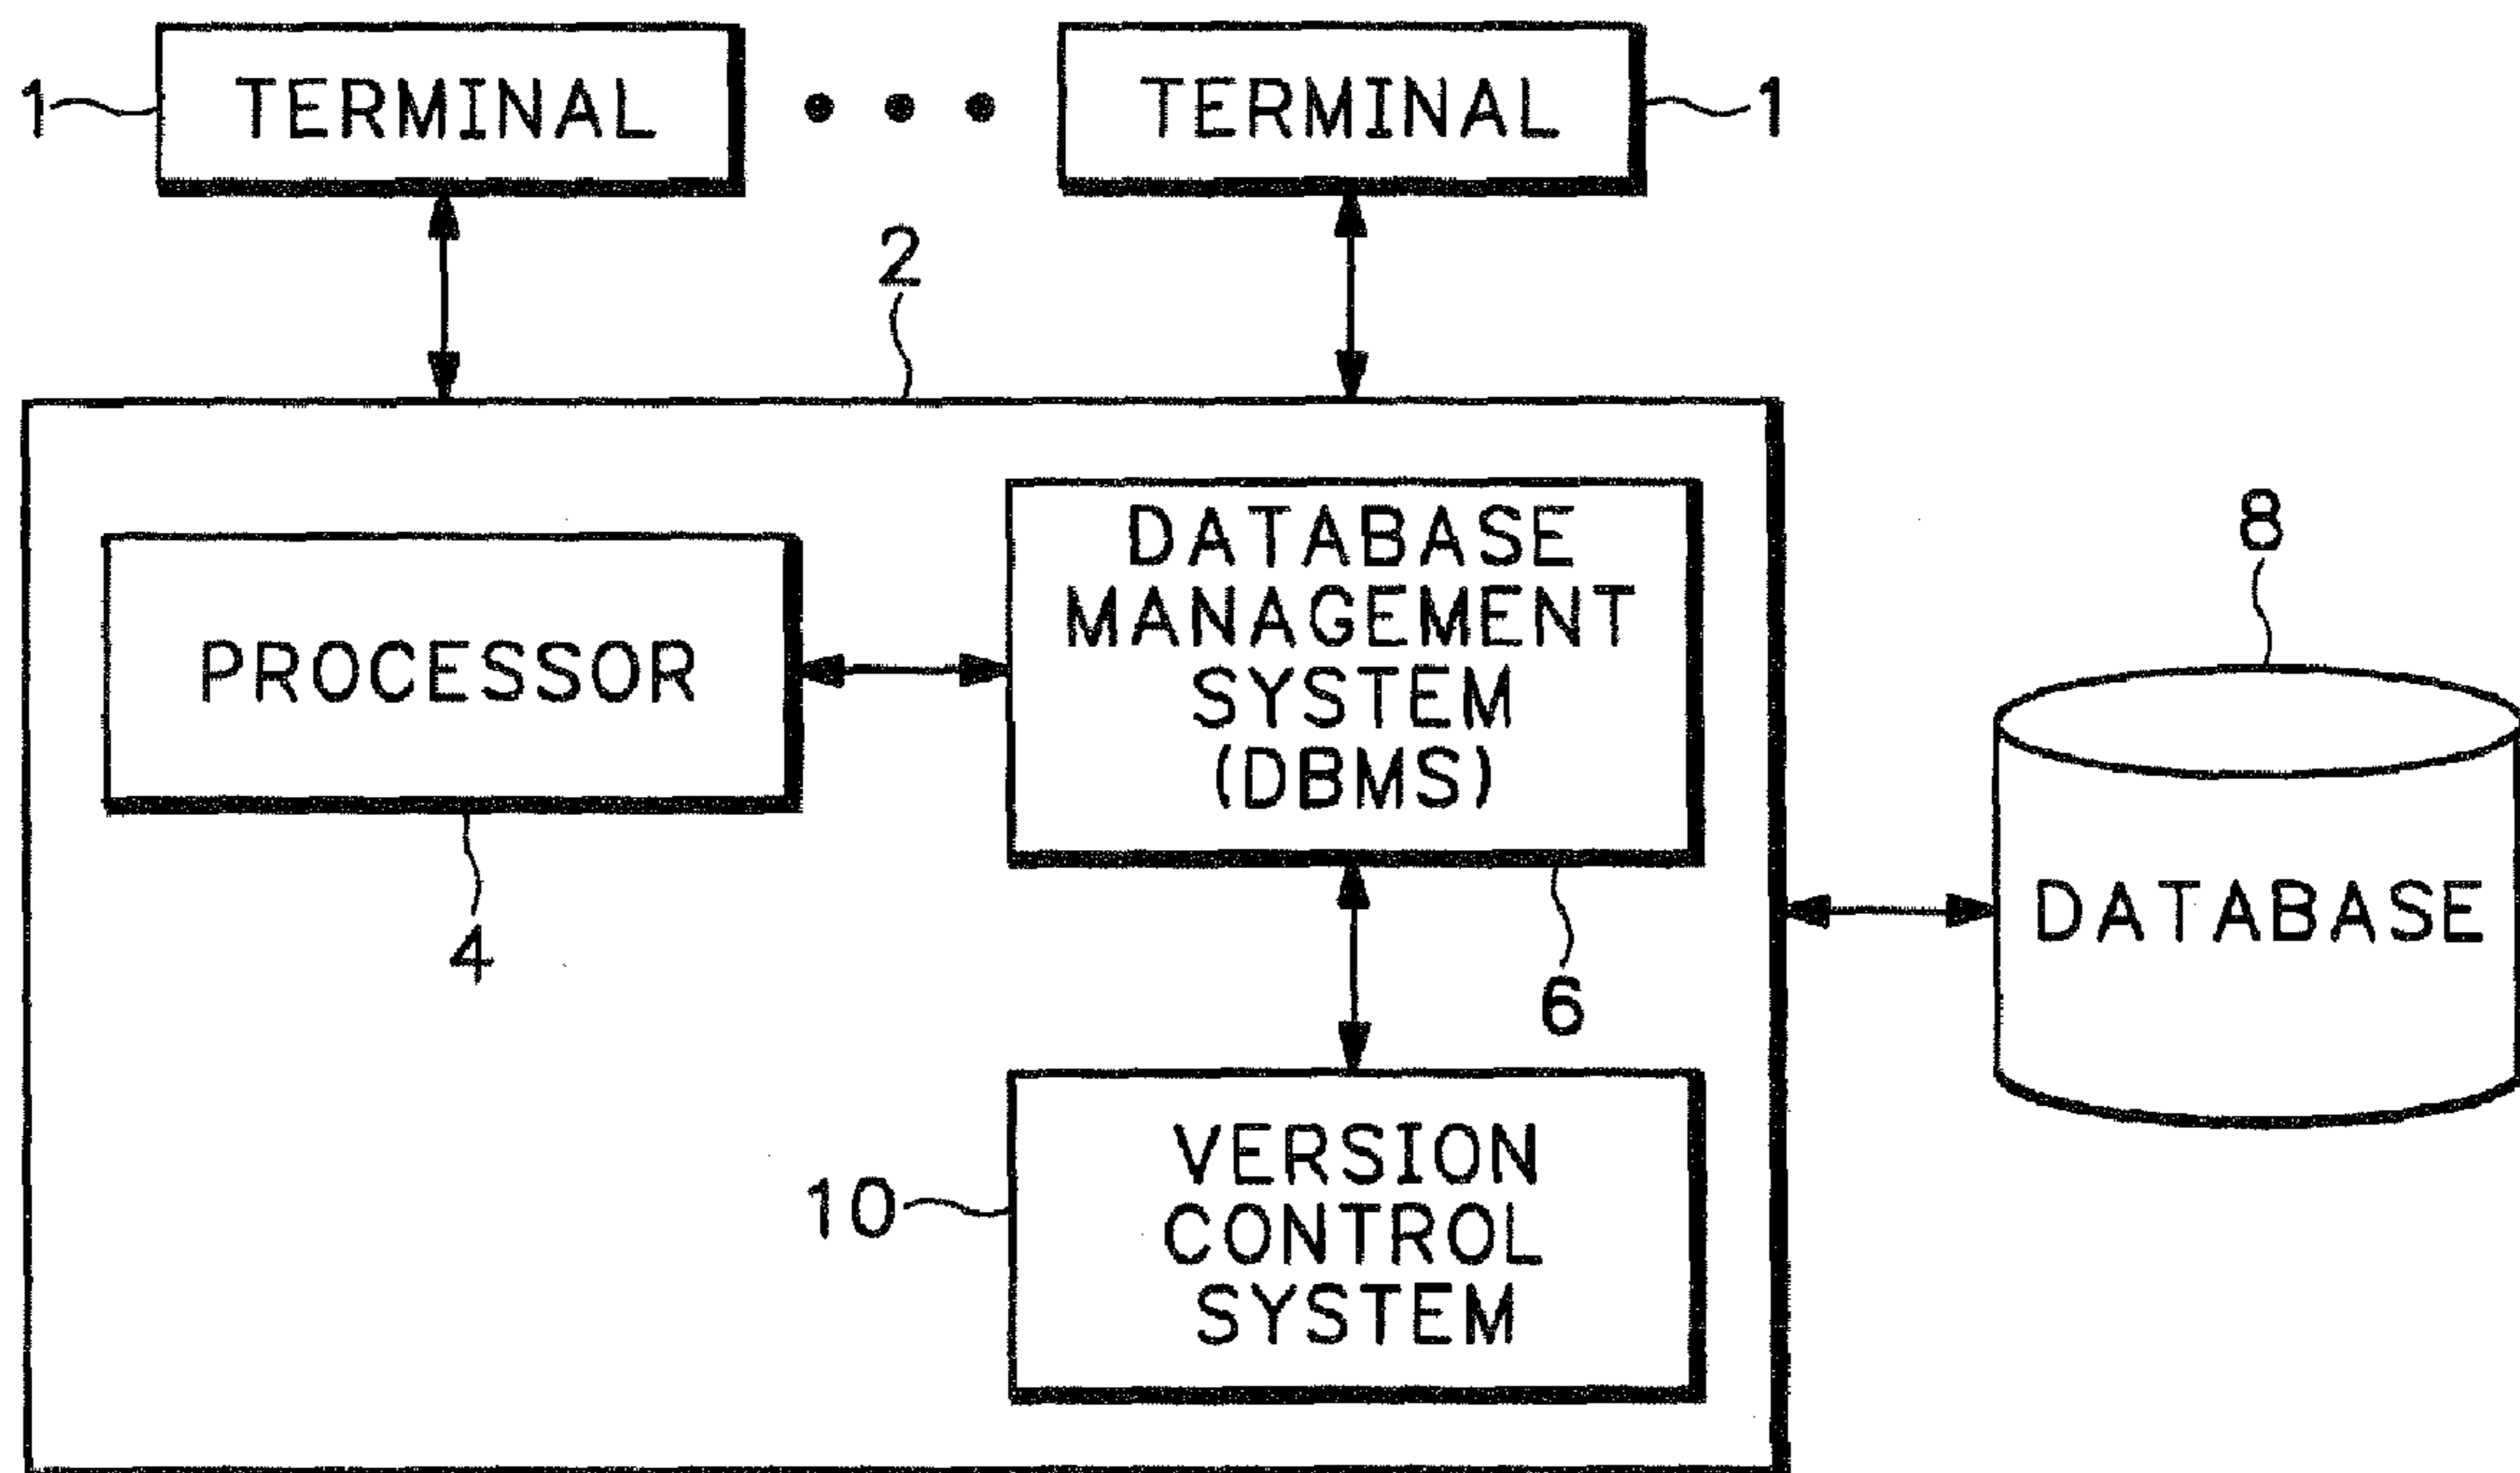 1 TERMINAL • • • TERMINAL 1
2
DATABASE
MANAGEMENT
SYSTEM
(DBMS)
PROCESSOR
8
DATABASE
4
6
VERSION
CONTROL
SYSTEM
10